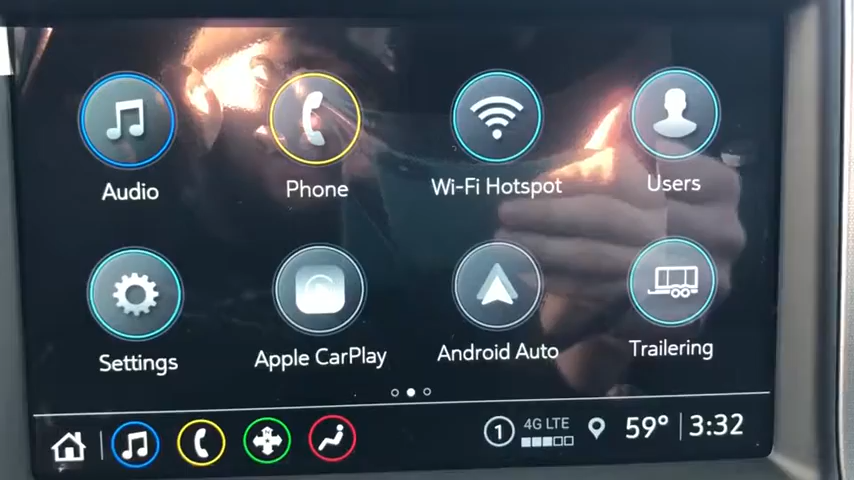 Audio
Phone
Wi-Fi Hotspot
Users
Settings
Apple CarPlay
Android Auto
Trailering
1
4G LTE
59°
3:32